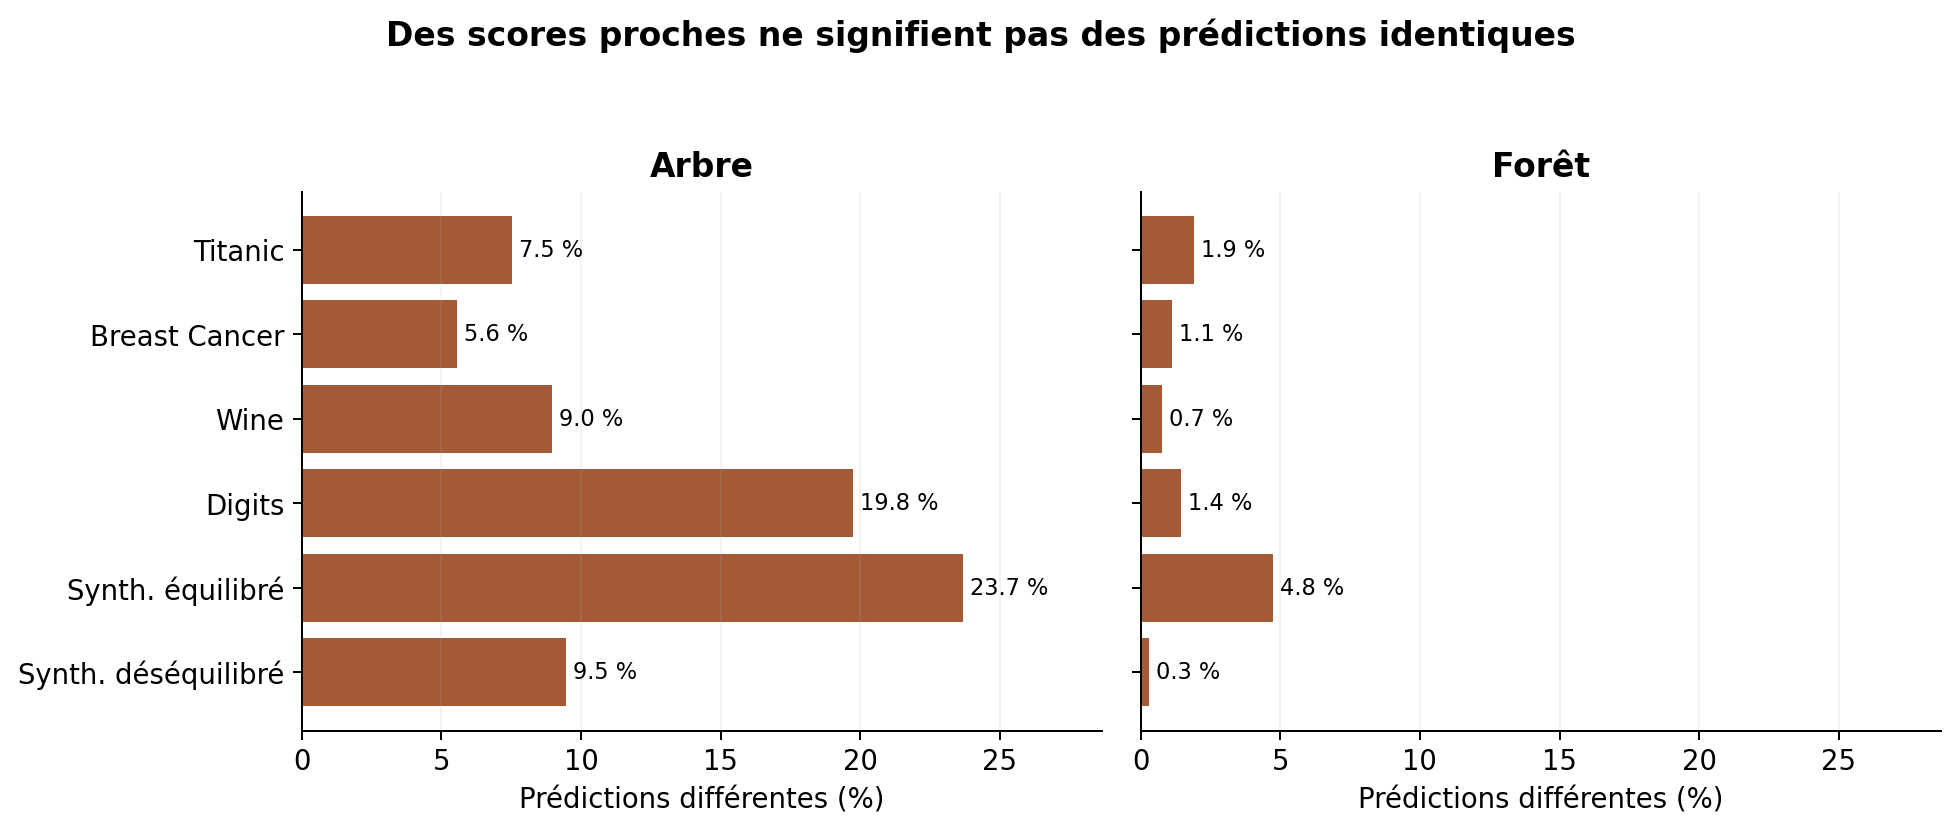 Des scores proches ne signifient pas des prédictions identiques
Arbre
Titanic
7.5 %
Breast Cancer
5.6 %
Wine
9.0 %
Digits
19.8 %
Synth. équilibré
23.7 %
Synth. déséquilibré
9.5 %
0 5 10 15 20 25
Prédictions différentes (%)
Forêt
1.9 %
1.1 %
0.7 %
1.4 %
4.8 %
0.3 %
0 5 10 15 20 25
Prédictions différentes (%)